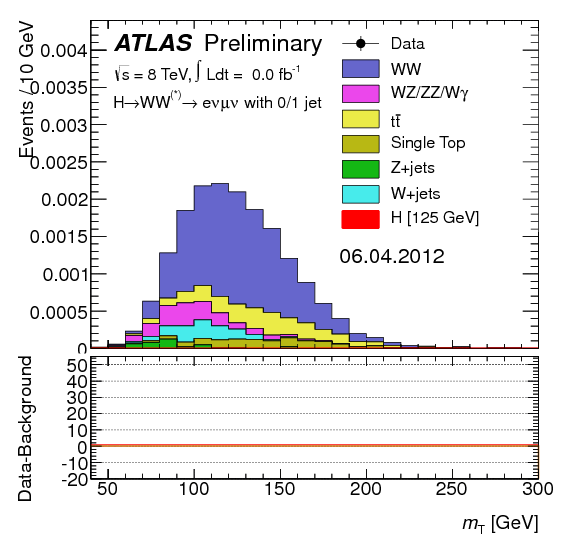 ATLAS Preliminary
√s = 8 TeV, ∫ Ldt = 0.0 fb⁻¹
H→WW(*)→ eνμν with 0/1 jet
Data
WW
WZ/ZZ/Wγ
tt̄
Single Top
Z+jets
W+jets
H [125 GeV]
06.04.2012
Events / 10 GeV
0.004
0.0035
0.003
0.0025
0.002
0.0015
0.001
0.0005
0
Data-Background
50
40
30
20
10
0
-10
-20
50 100 150 200 250 300
m_T [GeV]